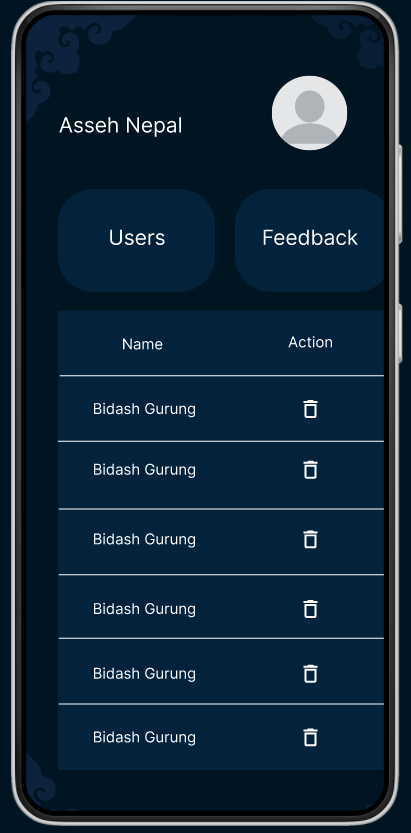 Asseh Nepal
Users
Feedback
Name
Action
Bidash Gurung
Bidash Gurung
Bidash Gurung
Bidash Gurung
Bidash Gurung
Bidash Gurung